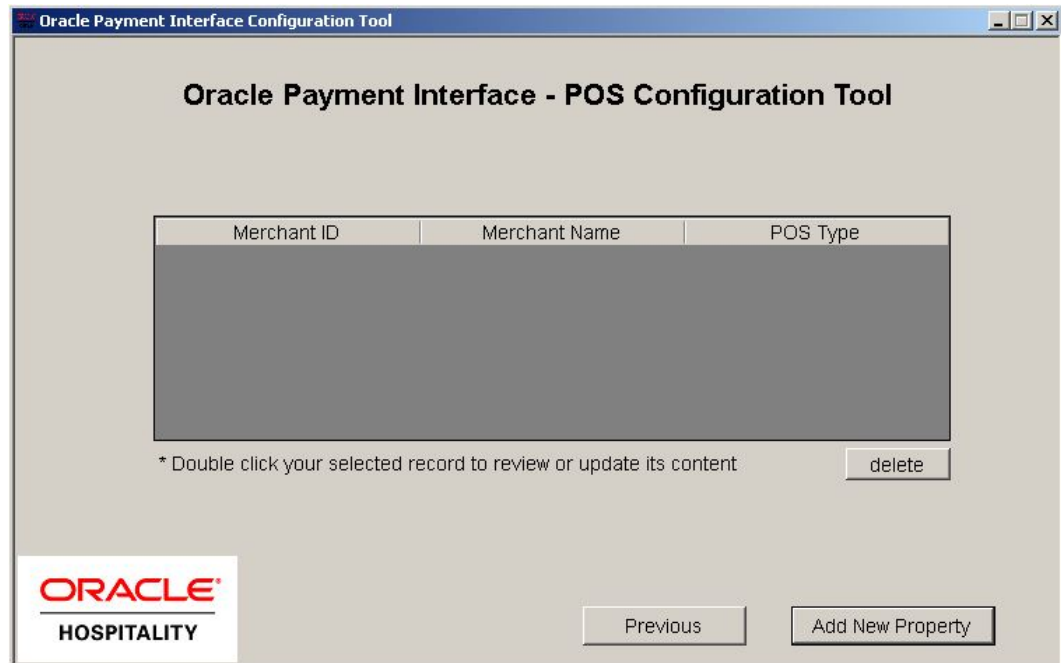 Oracle Payment Interface Configuration Tool
Oracle Payment Interface - POS Configuration Tool
Merchant ID Merchant Name POS Type
* Double click your selected record to review or update its content
delete
ORACLE®
HOSPITALITY
Previous
Add New Property